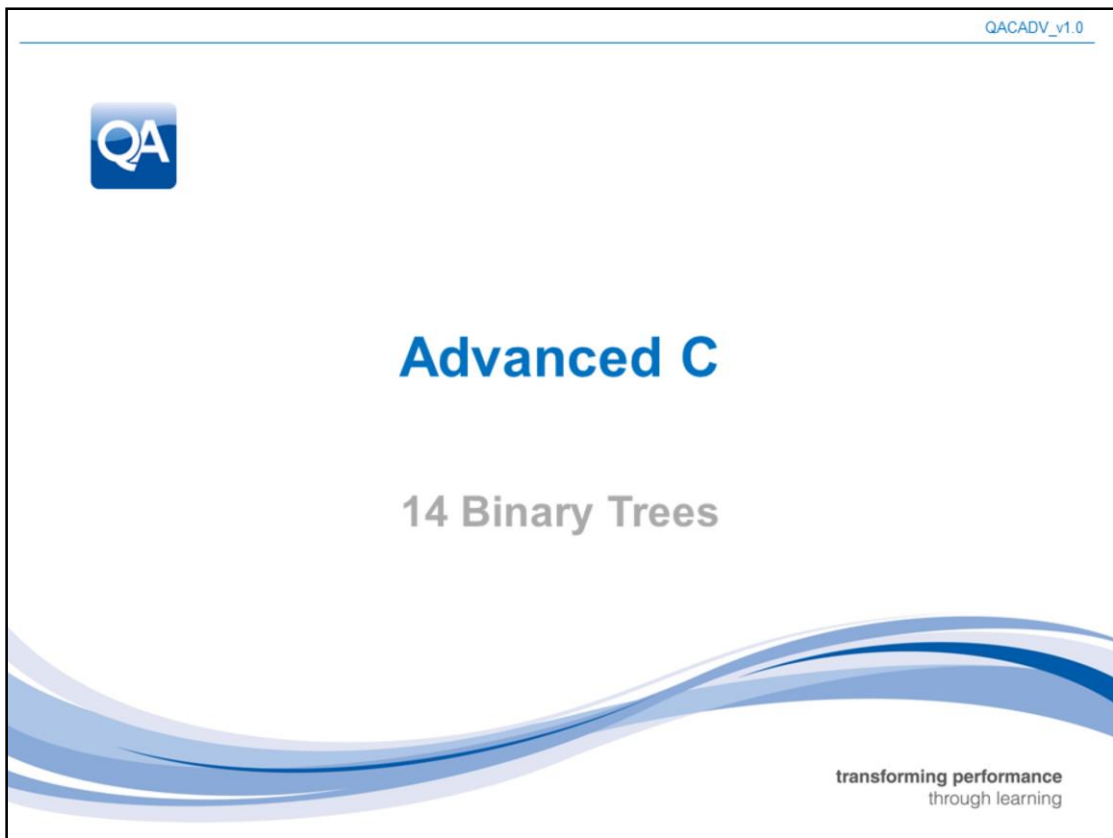 QACADV_v1.0
QA
Advanced C
14 Binary Trees
transforming performance
through learning